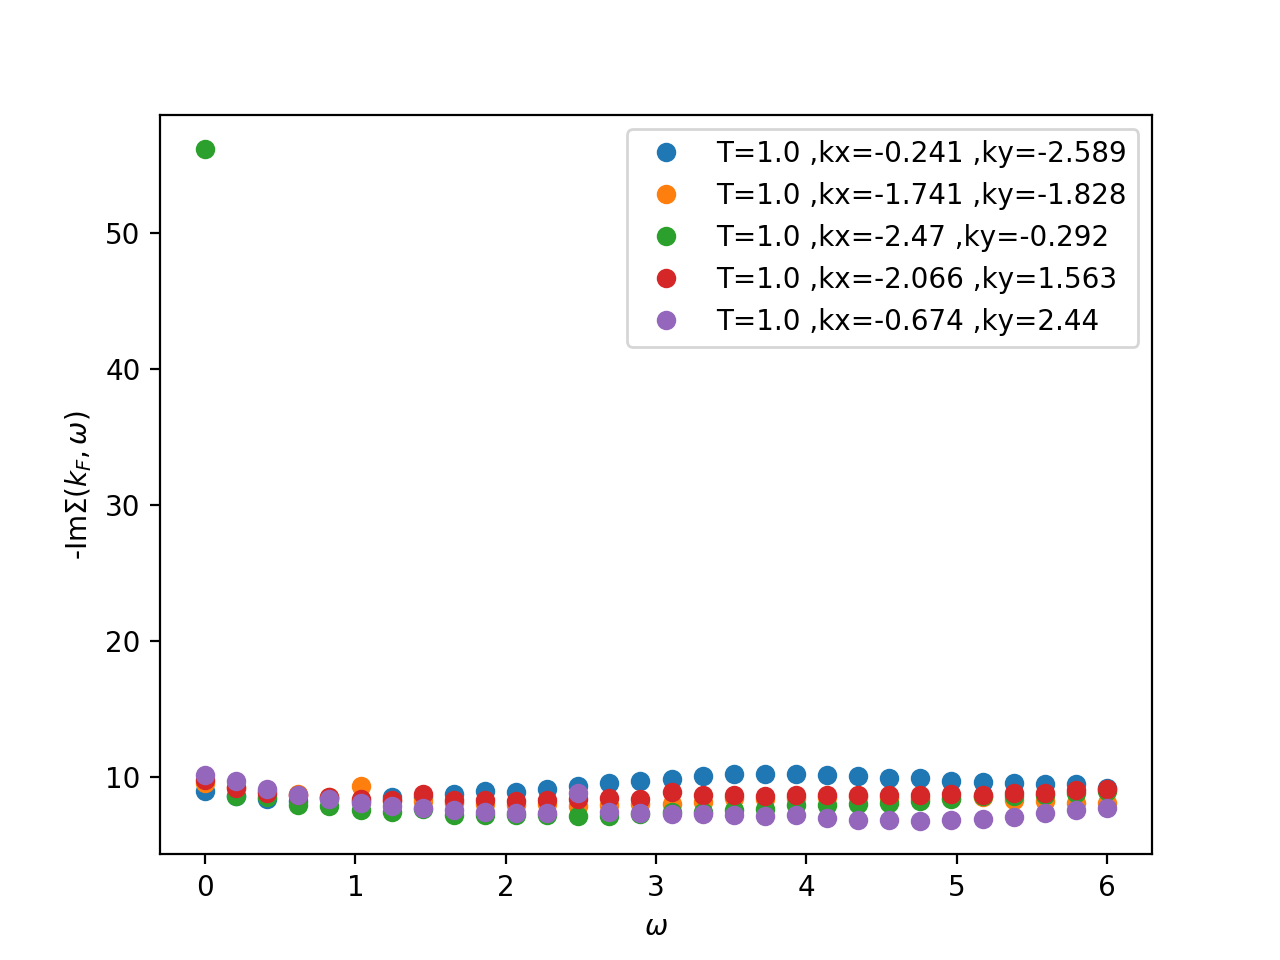 T=1.0 ,kx=-0.241 ,ky=-2.589
T=1.0 ,kx=-1.741 ,ky=-1.828
T=1.0 ,kx=-2.47 ,ky=-0.292
T=1.0 ,kx=-2.066 ,ky=1.563
T=1.0 ,kx=-0.674 ,ky=2.44
50
40
30
20
10
-ImΣ(k_F, ω)
0 1 2 3 4 5 6
ω